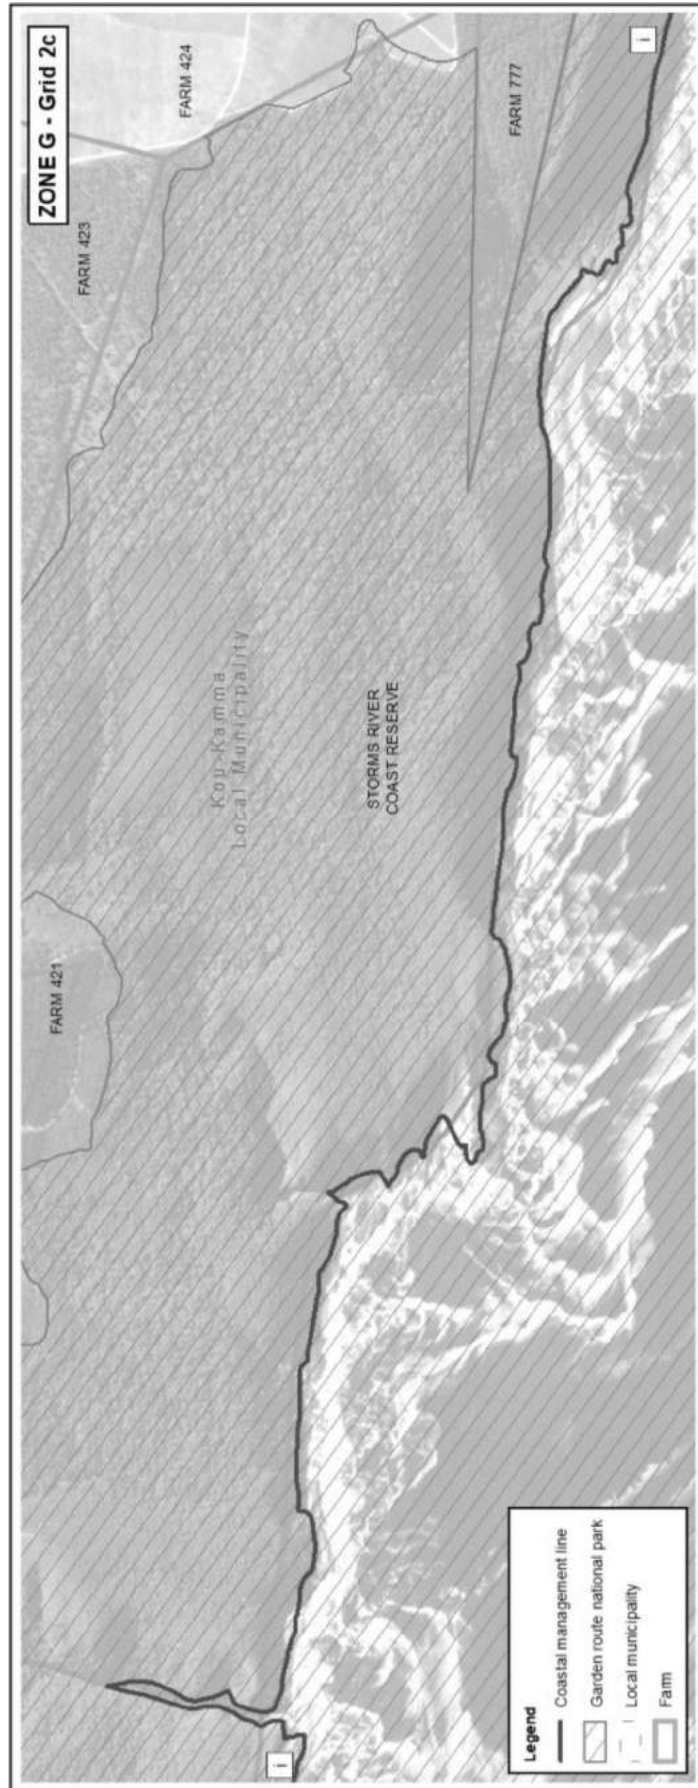 ZONE G - Grid 2c
FARM 424
FARM 423
FARM 777
FARM 421
Kou-Kamma
Local Municipality
STORMS RIVER
COAST RESERVE
i
i
Legend
Coastal management line
Garden route national park
Local municipality
Farm